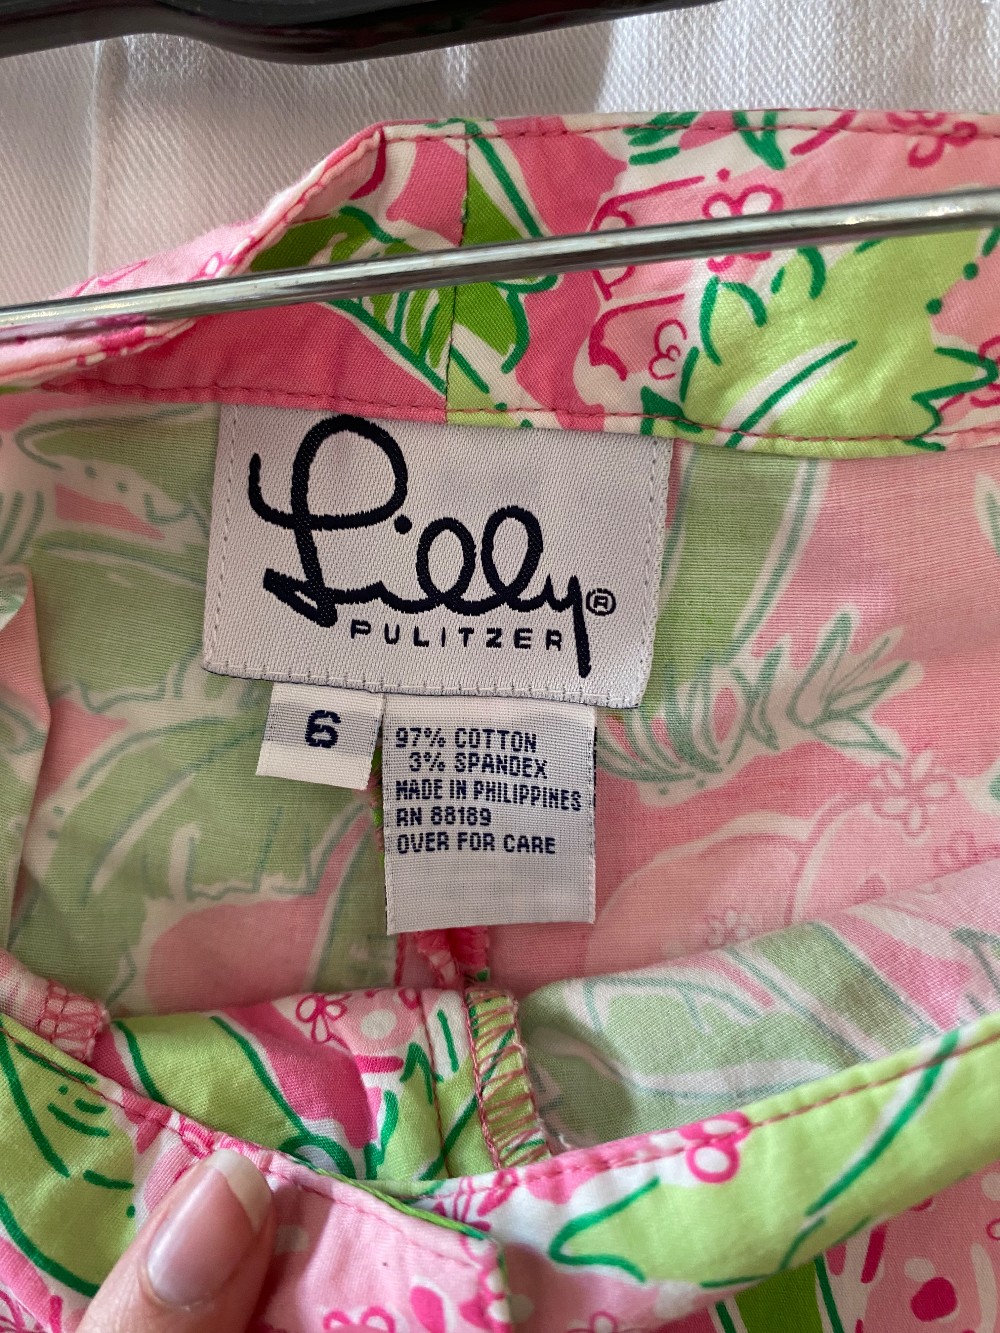 Lilly®
PULITZER
6
97% COTTON
3% SPANDEX
MADE IN PHILIPPINES
RN 88189
OVER FOR CARE